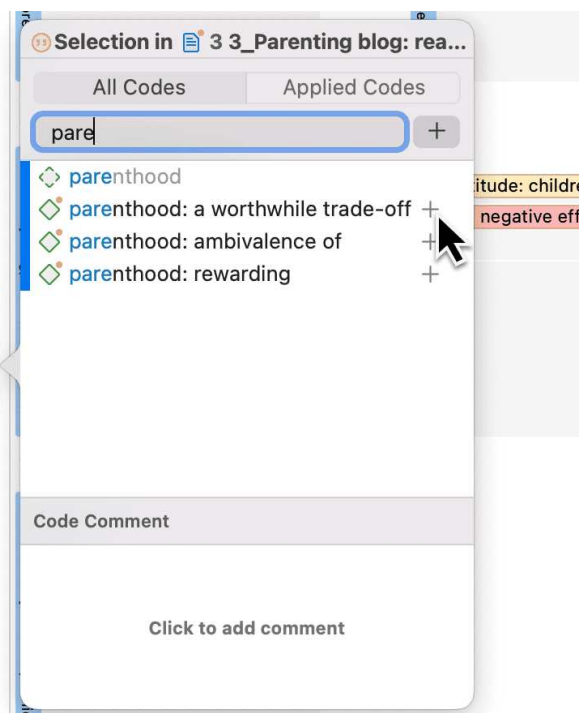 Selection in 3 3_Parenting blog: rea...
All Codes Applied Codes
pare
parenthood
parenthood: a worthwhile trade-off
itude: childre
negative eff
parenthood: ambivalence of
parenthood: rewarding
Code Comment
Click to add comment